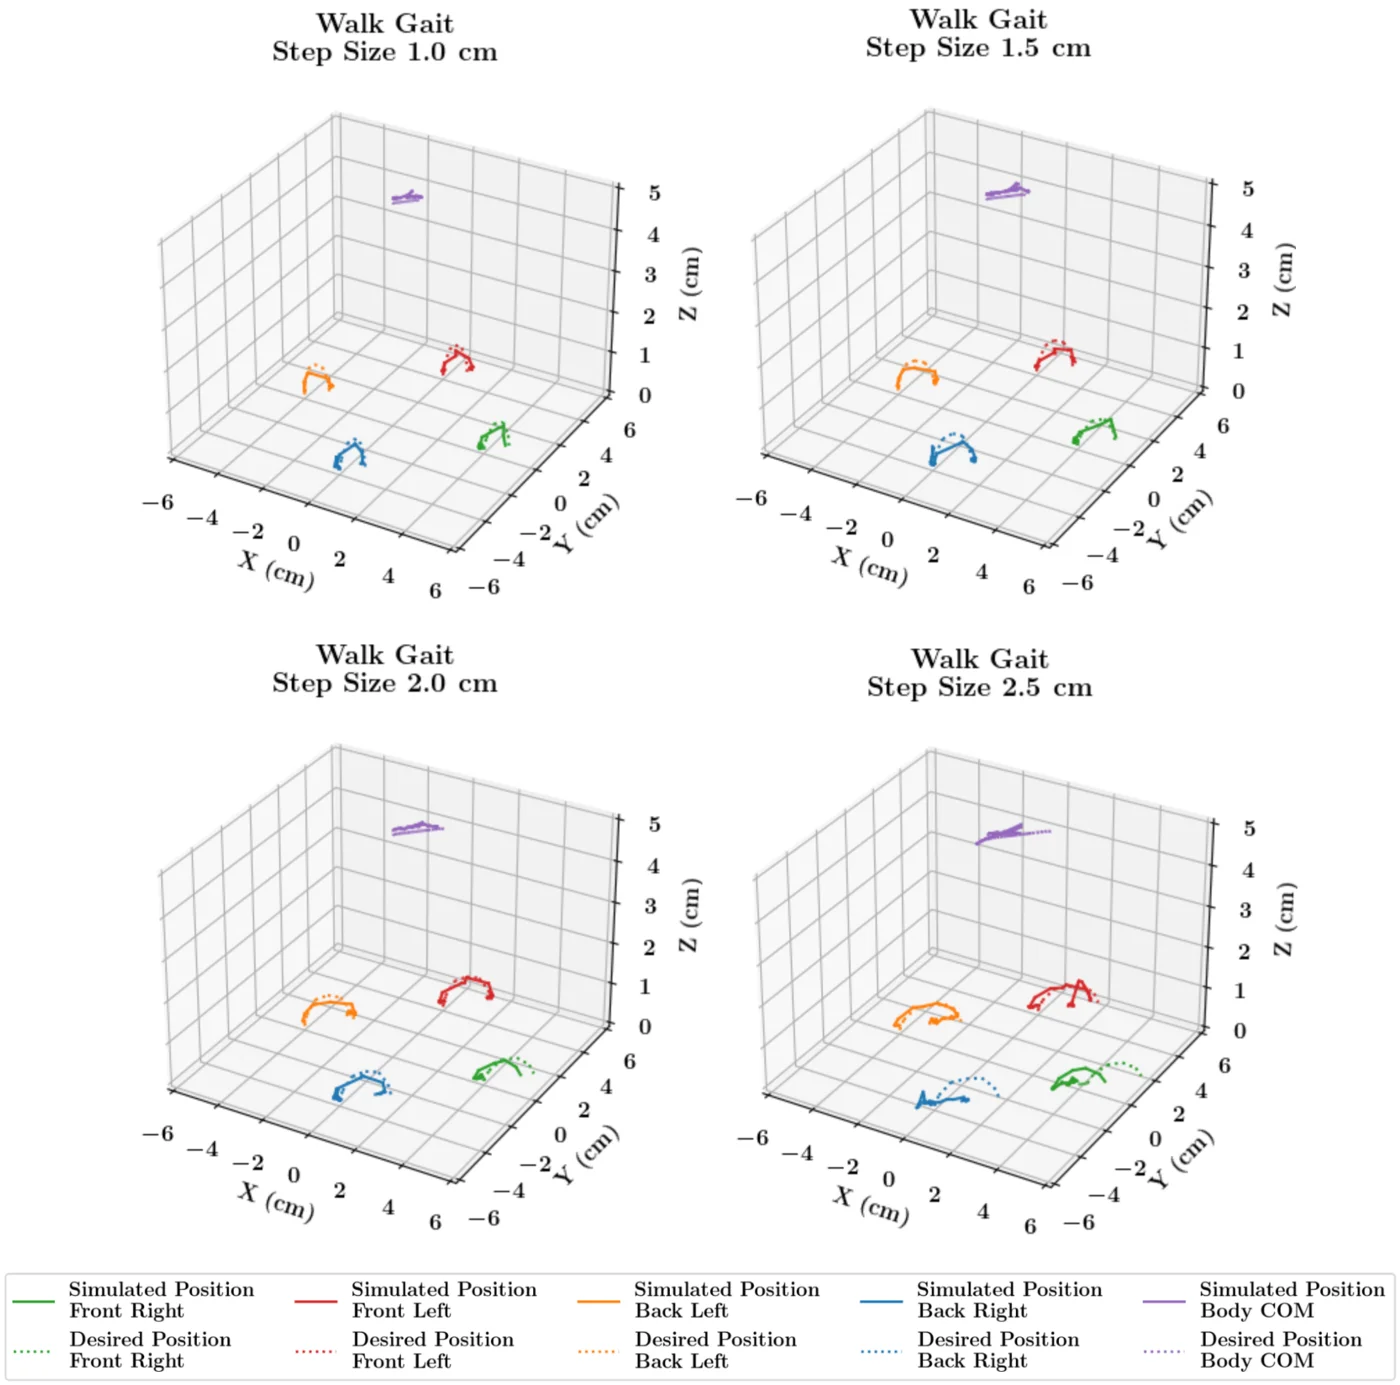 Walk Gait
Step Size 1.0 cm
5
4
3
2
1
0
Z (cm)
−6
−4
−2
0
2
4
6
X (cm)
−6
−4
−2
0
2
4
6
Y (cm)
Walk Gait
Step Size 1.5 cm
5
4
3
2
1
0
Z (cm)
−6
−4
−2
0
2
4
6
X (cm)
−6
−4
−2
0
2
4
6
Y (cm)
Walk Gait
Step Size 2.0 cm
5
4
3
2
1
0
Z (cm)
−6
−4
−2
0
2
4
6
X (cm)
−6
−4
−2
0
2
4
6
Y (cm)
Walk Gait
Step Size 2.5 cm
5
4
3
2
1
0
Z (cm)
−6
−4
−2
0
2
4
6
X (cm)
−6
−4
−2
0
2
4
6
Y (cm)
Simulated Position
Front Right
Desired Position
Front Right
Simulated Position
Front Left
Desired Position
Front Left
Simulated Position
Back Left
Desired Position
Back Left
Simulated Position
Back Right
Desired Position
Back Right
Simulated Position
Body COM
Desired Position
Body COM